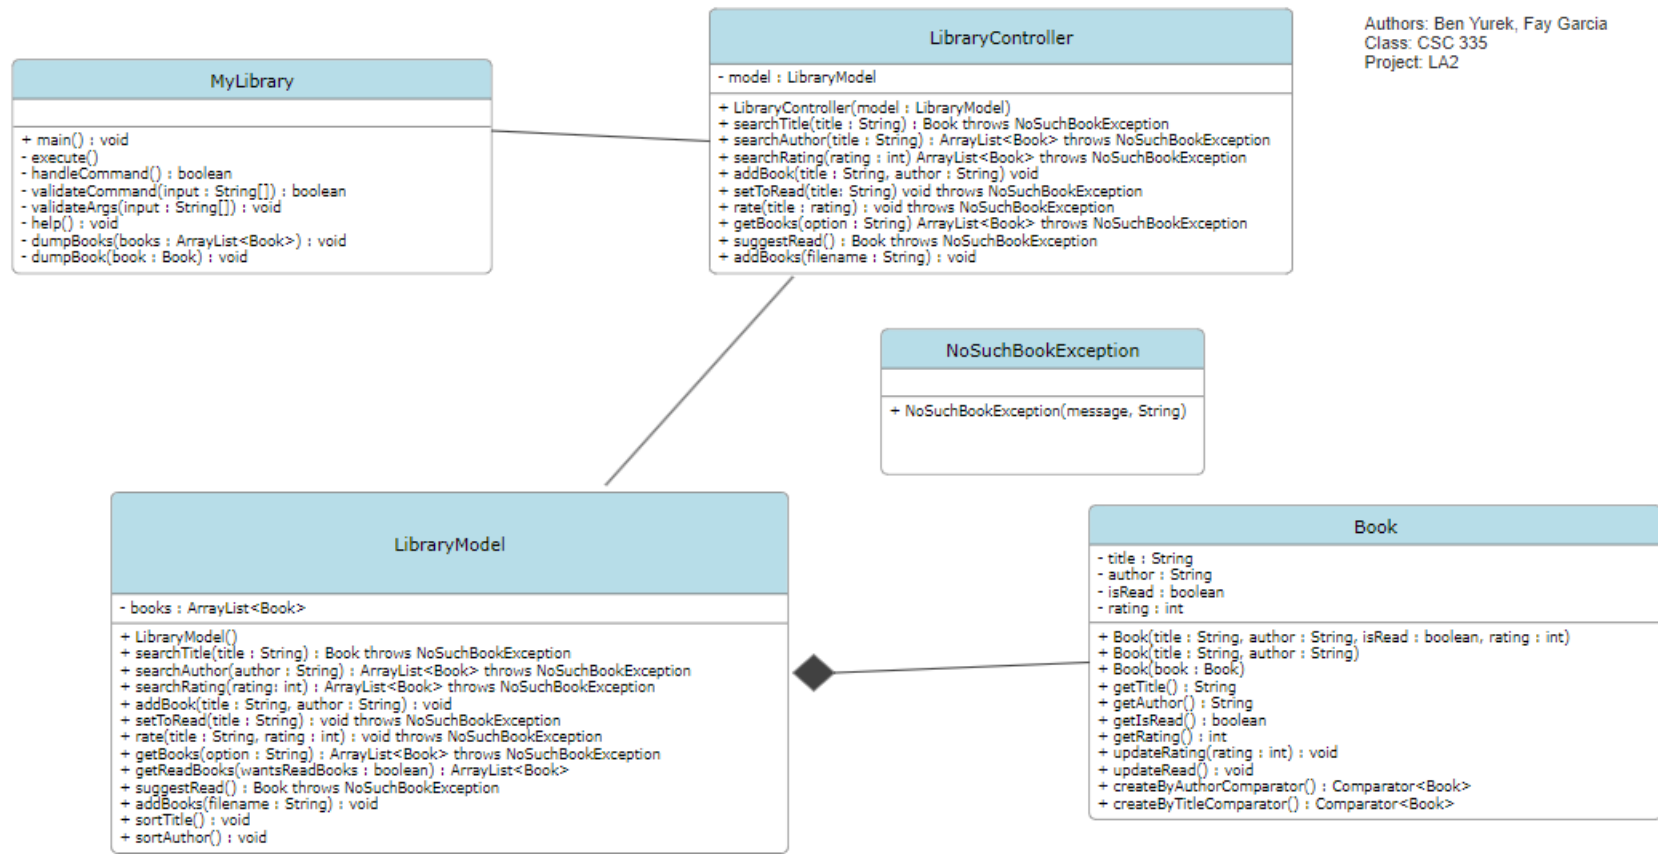 Authors: Ben Yurek, Fay Garcia
Class: CSC 335
Project: LA2
MyLibrary
+ main() : void
- execute()
- handleCommand() : boolean
- validateCommand(input : String[]) : boolean
- validateArgs(input : String[]) : void
- help() : void
- dumpBooks(books : ArrayList<Book>) : void
- dumpBook(book : Book) : void
LibraryController
- model : LibraryModel
+ LibraryController(model : LibraryModel)
+ searchTitle(title : String) : Book throws NoSuchBookException
+ searchAuthor(title : String) : ArrayList<Book> throws NoSuchBookException
+ searchRating(rating : int) ArrayList<Book> throws NoSuchBookException
+ addBook(title : String, author : String) void
+ setToRead(title: String) void throws NoSuchBookException
+ rate(title : rating) : void throws NoSuchBookException
+ getBooks(option : String) ArrayList<Book> throws NoSuchBookException
+ suggestRead() : Book throws NoSuchBookException
+ addBooks(filename : String) : void
NoSuchBookException
+ NoSuchBookException(message, String)
LibraryModel
- books : ArrayList<Book>
+ LibraryModel()
+ searchTitle(title : String) : Book throws NoSuchBookException
+ searchAuthor(author : String) : ArrayList<Book> throws NoSuchBookException
+ searchRating(rating: int) : ArrayList<Book> throws NoSuchBookException
+ addBook(title : String, author : String) : void
+ setToRead(title : String) : void throws NoSuchBookException
+ rate(title : String, rating : int) : void throws NoSuchBookException
+ getBooks(option : String) : ArrayList<Book> throws NoSuchBookException
+ getReadBooks(wantsReadBooks : boolean) : ArrayList<Book>
+ suggestRead() : Book throws NoSuchBookException
+ addBooks(filename : String) : void
+ sortTitle() : void
+ sortAuthor() : void
Book
- title : String
- author : String
- isRead : boolean
- rating : int
+ Book(title : String, author : String, isRead : boolean, rating : int)
+ Book(title : String, author : String)
+ Book(book : Book)
+ getTitle() : String
+ getAuthor() : String
+ getIsRead() : boolean
+ getRating() : int
+ updateRating(rating : int) : void
+ updateRead() : void
+ createByAuthorComparator() : Comparator<Book>
+ createByTitleComparator() : Comparator<Book>